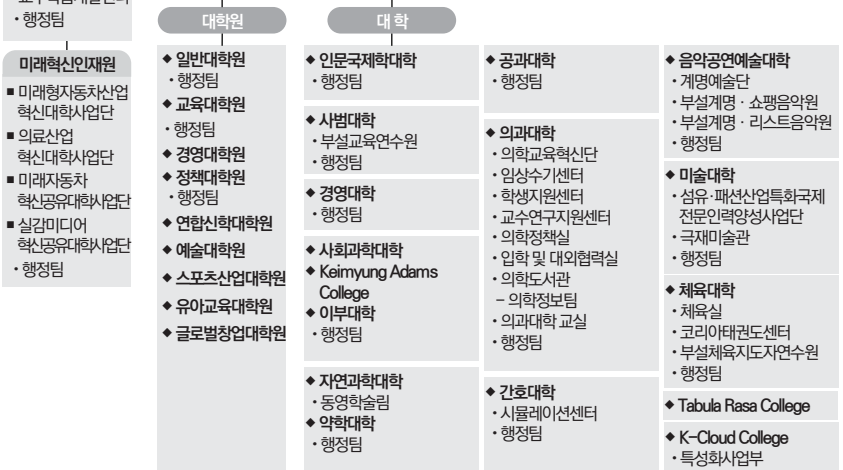 · 행정팀
미래혁신인재원
■ 미래형자동차산업
혁신대학사업단
■ 의료산업
혁신대학사업단
■ 미래자동차
혁신공유대학사업단
■ 실감미디어
혁신공유대학사업단
· 행정팀
대학원
◆ 일반대학원
· 행정팀
◆ 교육대학원
· 행정팀
◆ 경영대학원
◆ 정책대학원
· 행정팀
◆ 연합신학대학원
◆ 예술대학원
◆ 스포츠산업대학원
◆ 유아교육대학원
◆ 글로벌창업대학원
대 학
◆ 인문국제학대학
· 행정팀
◆ 사범대학
· 부설교육연수원
· 행정팀
◆ 경영대학
· 행정팀
◆ 사회과학대학
◆ Keimyung Adams
College
◆ 이부대학
· 행정팀
◆ 자연과학대학
· 동영학술림
◆ 약학대학
· 행정팀
◆ 공과대학
· 행정팀
◆ 의과대학
· 의학교육혁신단
· 임상수기센터
· 학생지원센터
· 교수연구지원센터
· 의학정책실
· 입학 및 대외협력실
· 의학도서관
– 의학정보팀
· 의과대학 교실
· 행정팀
◆ 간호대학
· 시뮬레이션센터
· 행정팀
◆ 음악공연예술대학
· 계명예술단
· 부설계명 · 쇼팽음악원
· 부설계명 · 리스트음악원
· 행정팀
◆ 미술대학
· 섬유·패션산업특화국제
전문인력양성사업단
· 극재미술관
· 행정팀
◆ 체육대학
· 체육실
· 코리아태권도센터
· 부설체육지도자연수원
· 행정팀
◆ Tabula Rasa College
◆ K-Cloud College
· 특성화사업부